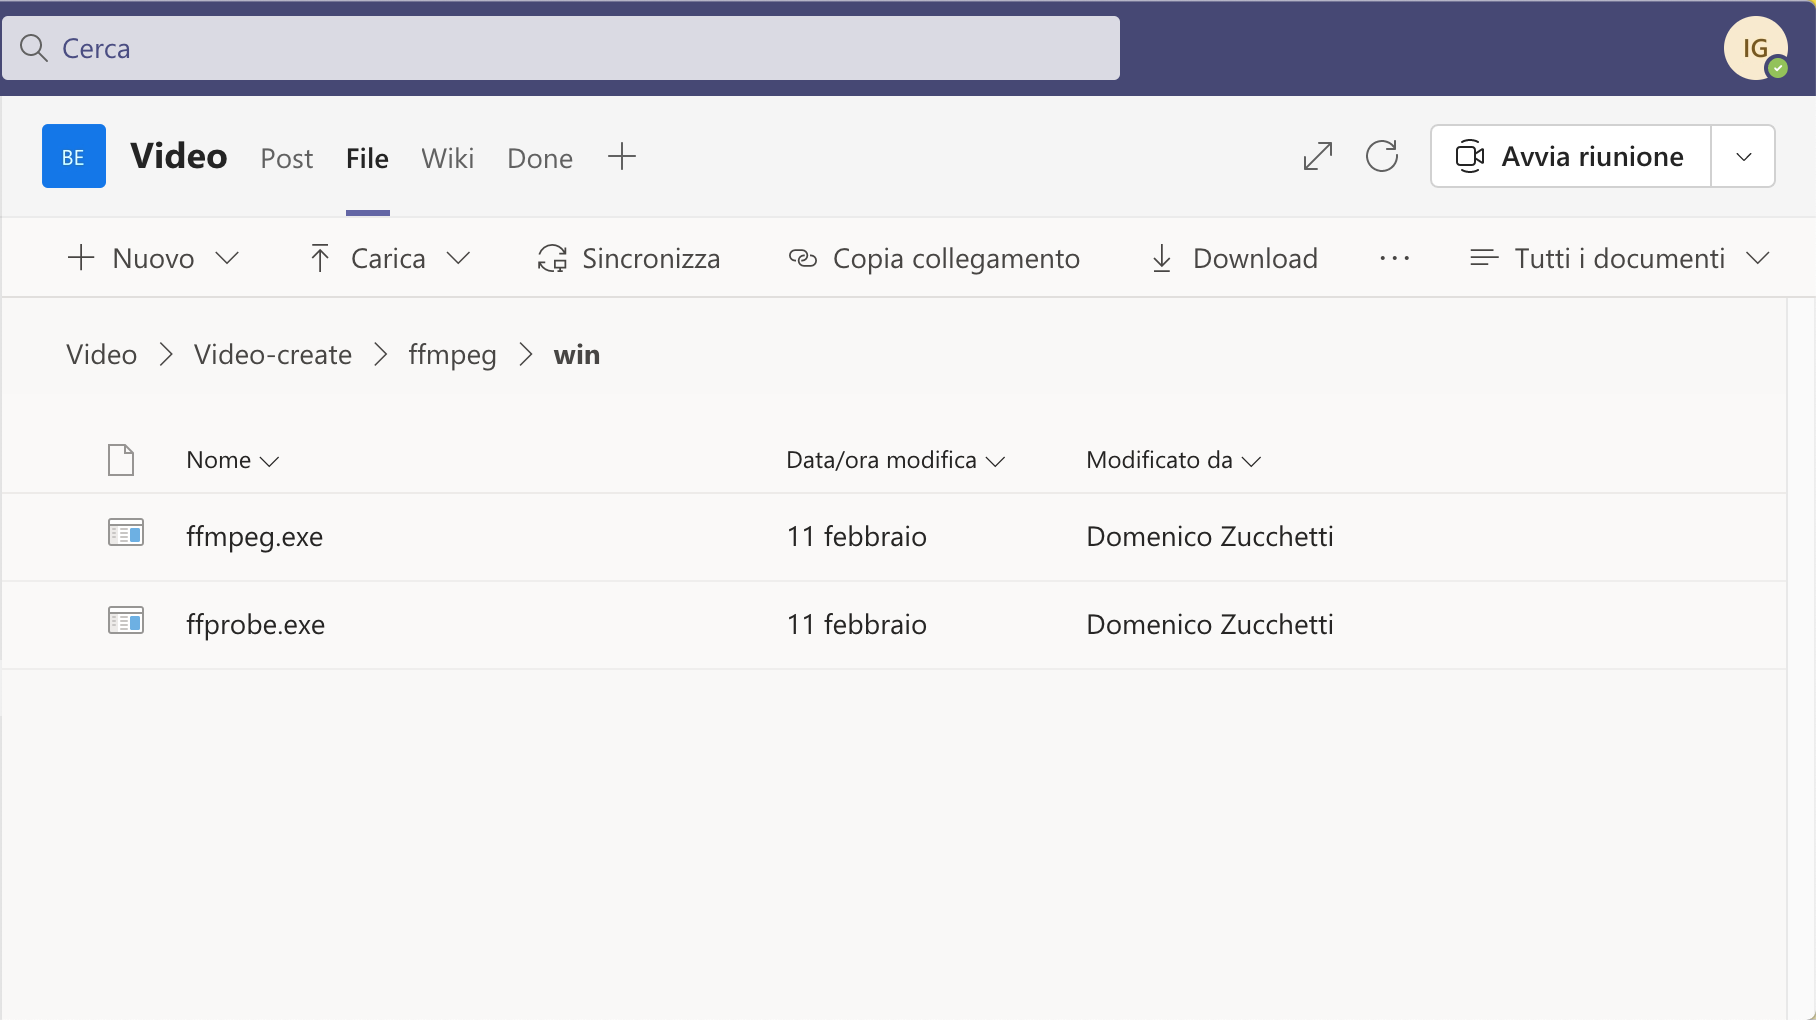 Cerca
IG
BE Video Post File Wiki Done
Avvia riunione
Nuovo Carica Sincronizza Copia collegamento Download ··· Tutti i documenti
Video > Video-create > ffmpeg > win
Nome Data/ora modifica Modificato da
ffmpeg.exe 11 febbraio Domenico Zucchetti
ffprobe.exe 11 febbraio Domenico Zucchetti